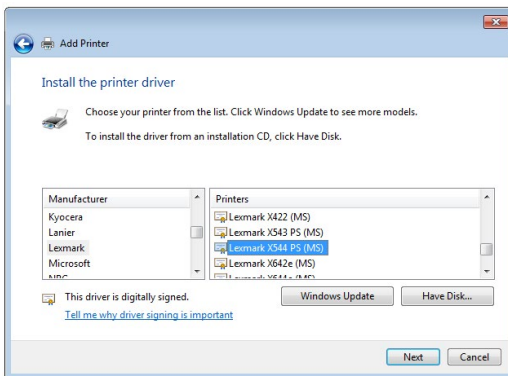 Add Printer
Install the printer driver
Choose your printer from the list. Click Windows Update to see more models.
To install the driver from an installation CD, click Have Disk.
Manufacturer
Kyocera
Lanier
Lexmark
Microsoft
Printers
Lexmark X422 (MS)
Lexmark X543 PS (MS)
Lexmark X544 PS (MS)
Lexmark X642e (MS)
This driver is digitally signed.
Tell me why driver signing is important
Windows Update
Have Disk...
Next
Cancel